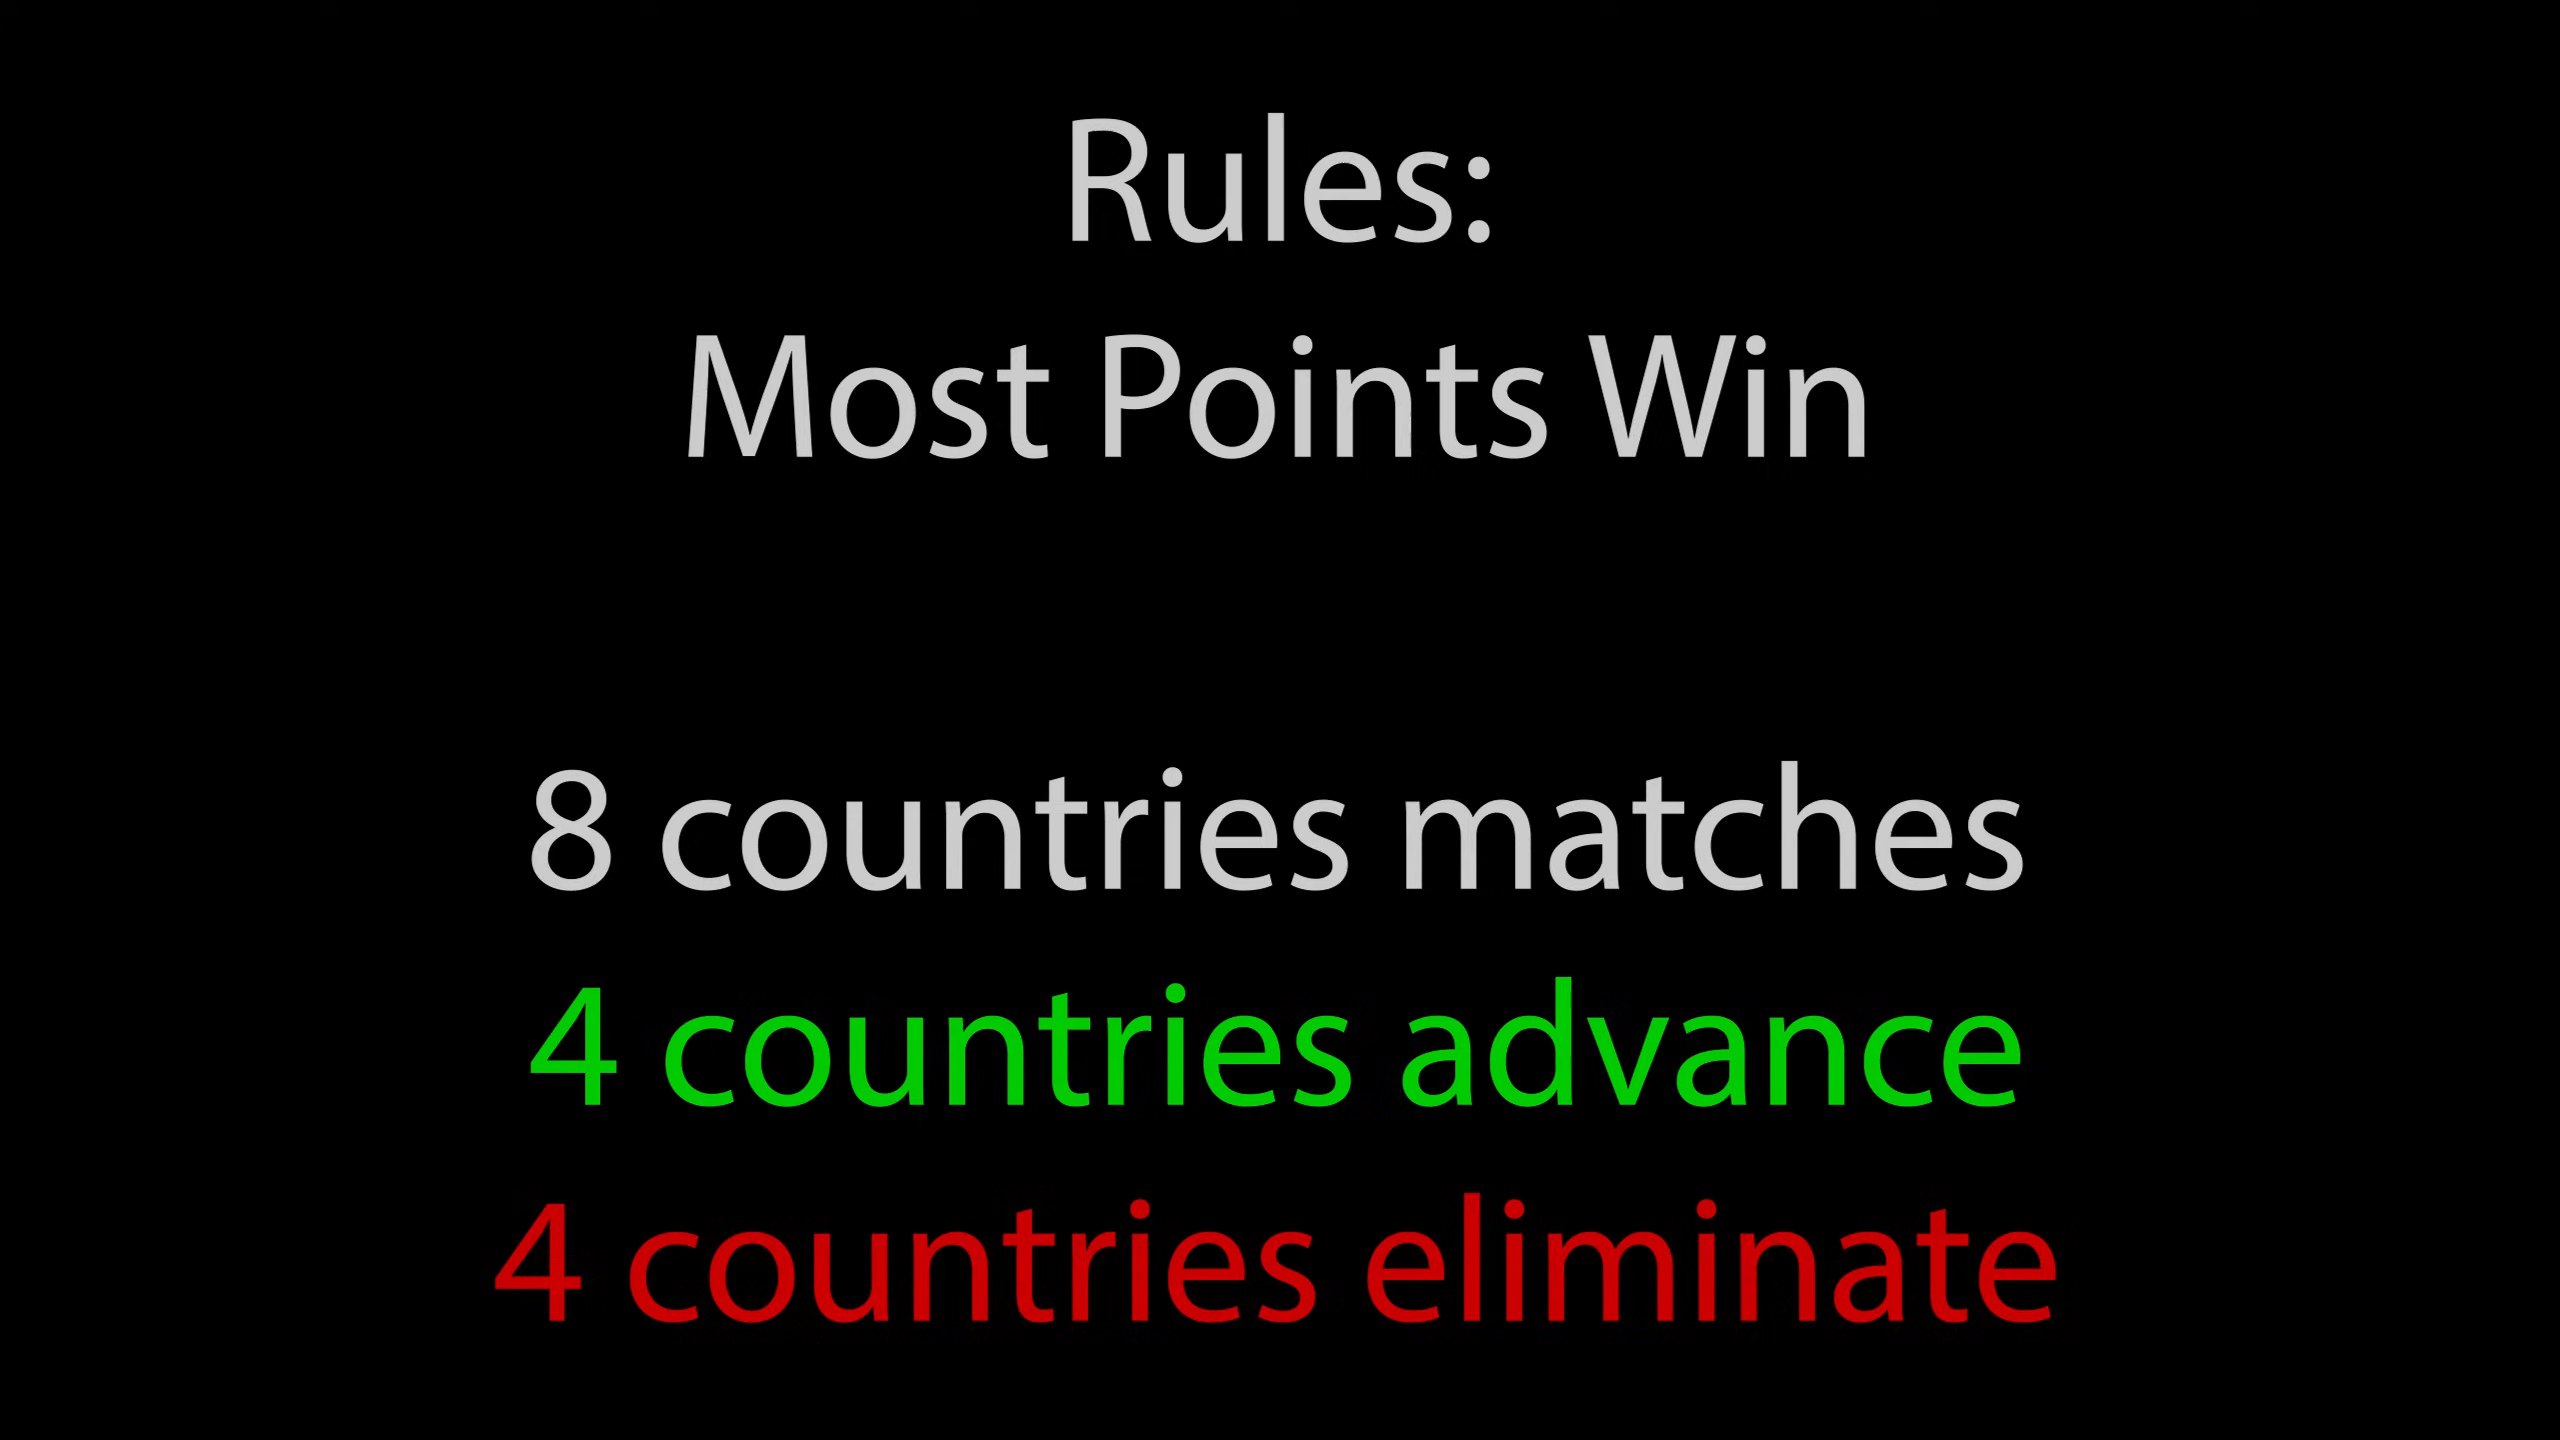 Rules:
Most Points Win
8 countries matches
4 countries advance
4 countries eliminate